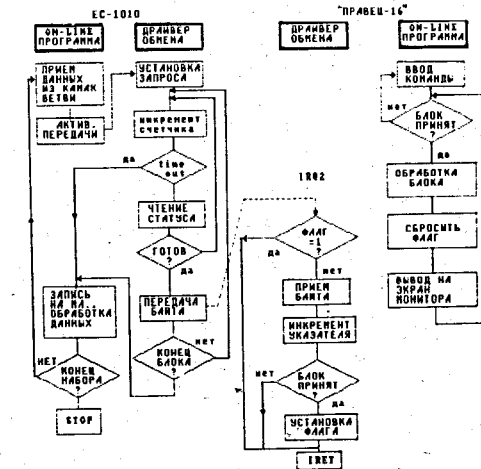 ЕС-1010
"ПРАВЕЦ-16"
ON-LINE
ПРОГРАММА
ДРАЙВЕР
ОБМЕНА
ДРАЙВЕР
ОБМЕНА
ON-LINE
ПРОГРАММА
ПРИЕМ
ДАННЫХ
ИЗ КАМАК
ВЕТВИ
АКТИВ.
ПЕРЕДАЧИ
УСТАНОВКА
ЗАПРОСА
инкремент
счетчика
да
time
out
ЧТЕНИЕ
СТАТУСА
ГОТОВ
?
да
ПЕРЕДАЧА
БАЙТА
нет
КОНЕЦ
БЛОКА
?
ЗАПИСЬ
НА МЛ.
ОБРАБОТКА
ДАННЫХ
НЕТ
КОНЕЦ
НАБОРА
?
STOP
IRQ2
ФЛАГ
=1
?
да
нет
ПРИЕМ
БАЙТА
ИНКРЕМЕНТ
УКАЗАТЕЛЯ
нет
БЛОК
ПРИНЯТ
?
да
УСТАНОВКА
ФЛАГА
IRET
ВВОД
КОМАНДЫ
нет
БЛОК
ПРИНЯТ
?
да
ОБРАБОТКА
БЛОКА
СБРОСИТЬ
ФЛАГ
ВЫВОД НА
ЭКРАН
МОНИТОРА